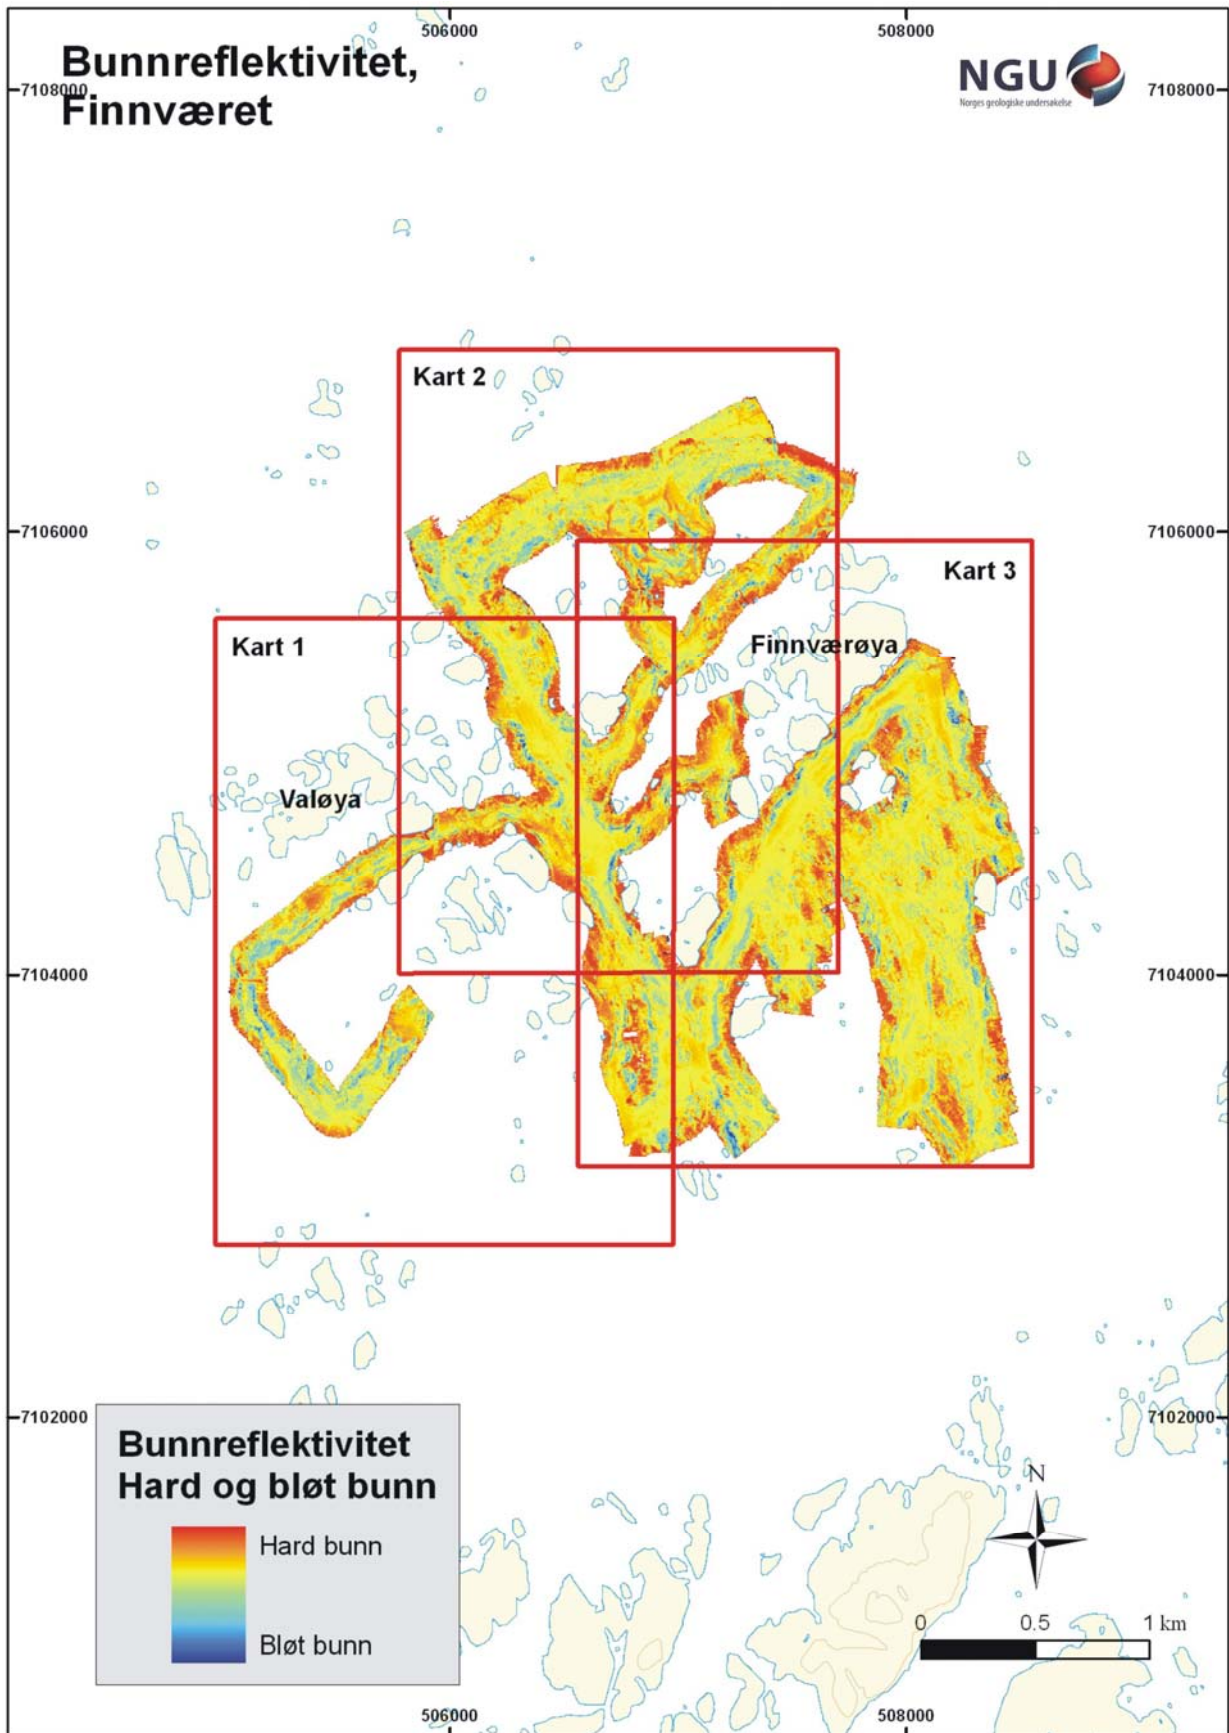 506000
508000
Bunnreflektivitet,
Finnværet
NGU
Norges geologiske undersøkelse
7108000
7108000
Kart 2
7106000
7106000
Kart 3
Kart 1
Finnværøya
Valøya
7104000
7104000
7102000
7102000
Bunnreflektivitet
Hard og bløt bunn
Hard bunn
Bløt bunn
N
0 0.5 1 km
506000
508000